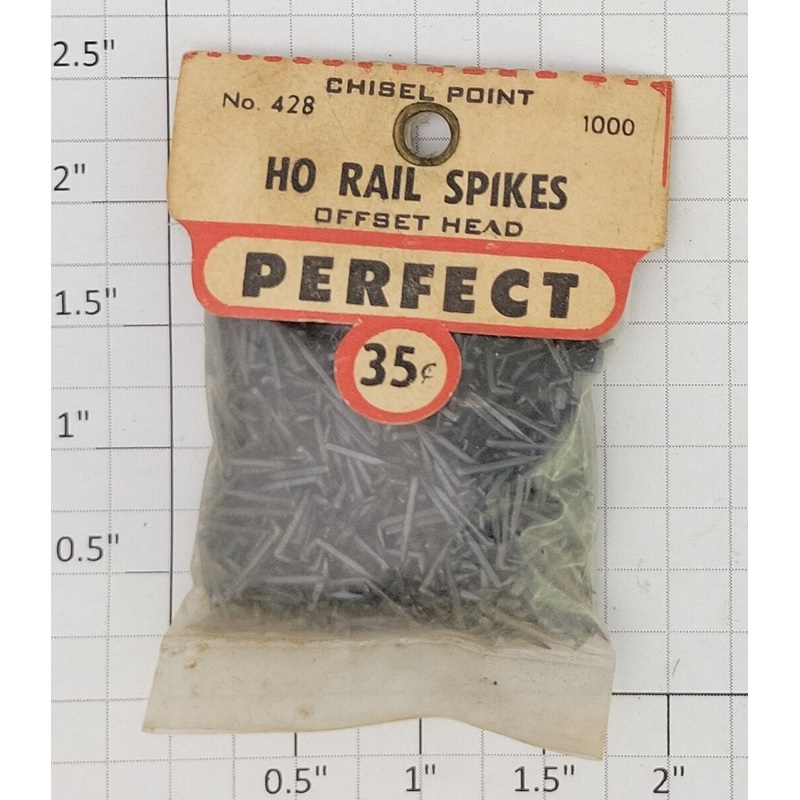 2.5"
CHISEL POINT
No. 428
1000
2"
HO RAIL SPIKES
OFFSET HEAD
PERFECT
1.5"
35¢
1"
0.5"
0.5" 1" 1.5" 2"